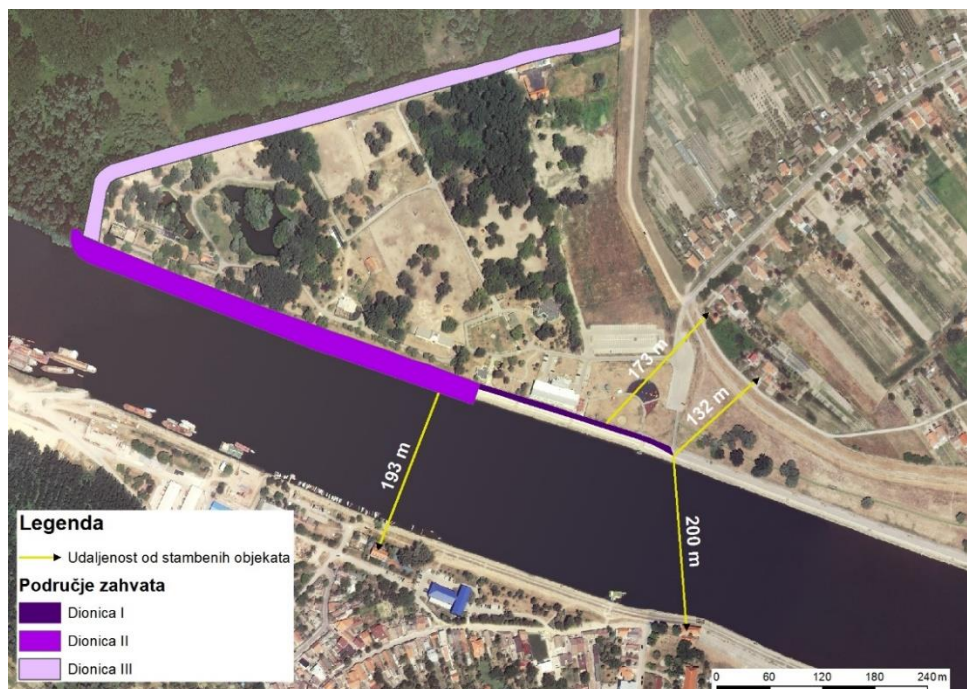 173 m
132 m
193 m
200 m
Legenda
Udaljenost od stambenih objekata
Područje zahvata
Dionica I
Dionica II
Dionica III
0 60 120 180 240 m